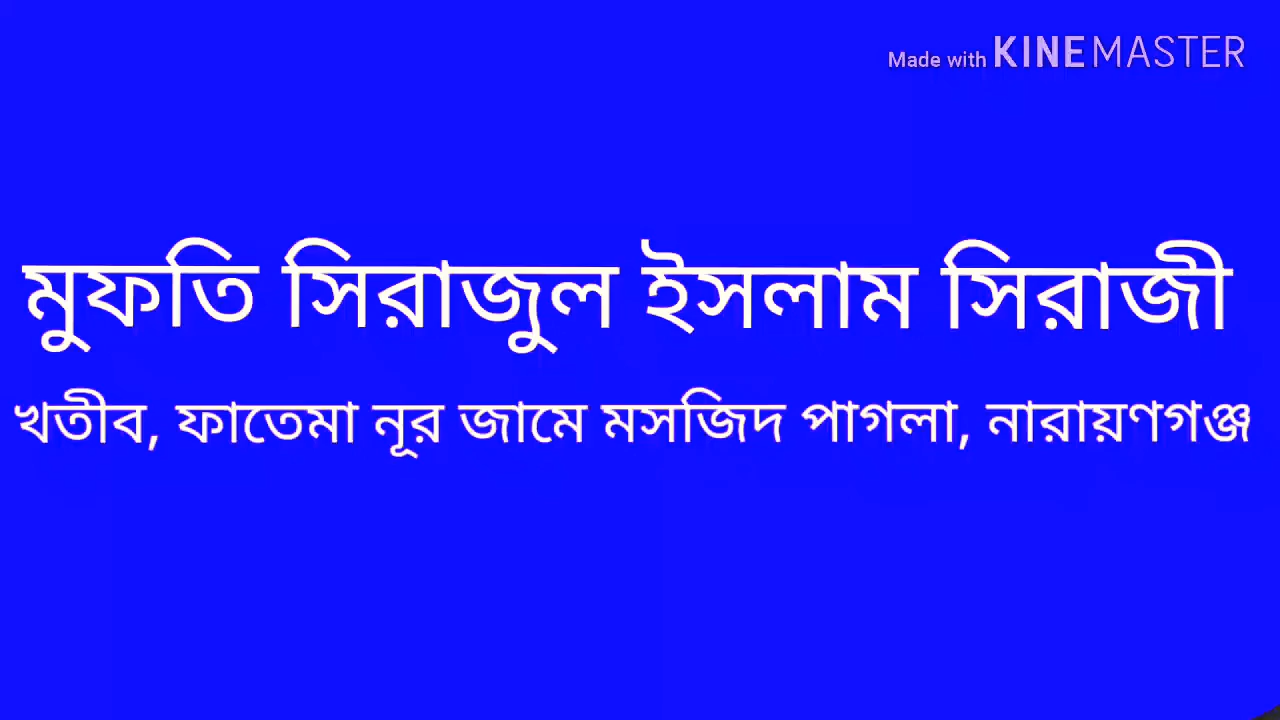 Made with KINEMASTER
মুফতি সিরাজুল ইসলাম সিরাজী
খতীব, ফাতেমা নূর জামে মসজিদ পাগলা, নারায়ণগঞ্জ